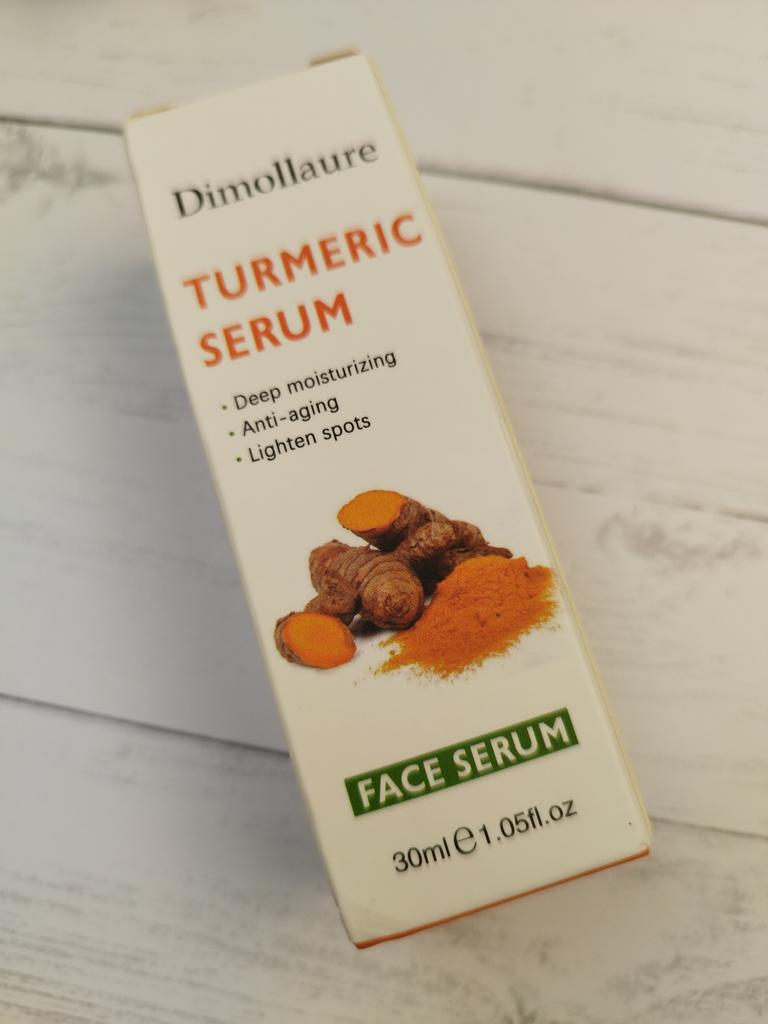 Dimollaure
TURMERIC
SERUM
• Deep moisturizing
• Anti-aging
• Lighten spots
FACE SERUM
30ml ℮ 1.05fl.oz